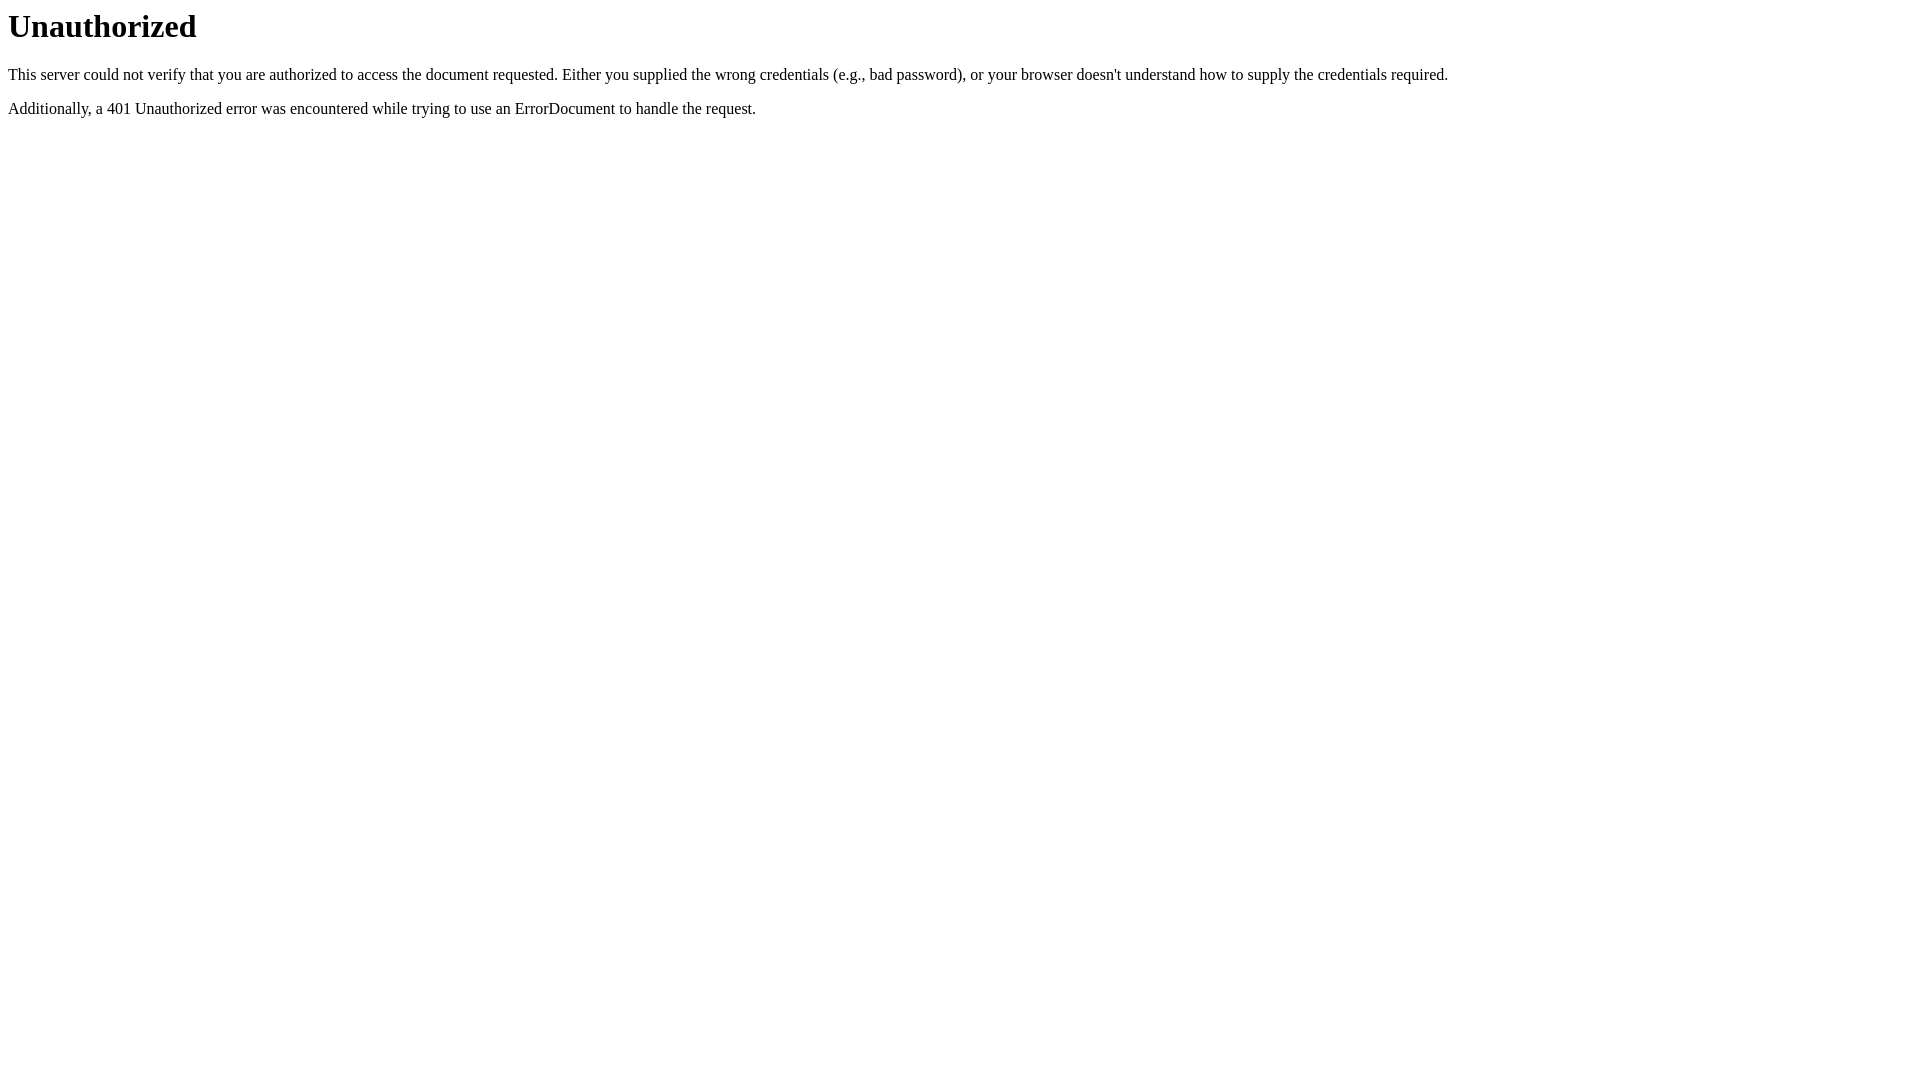 Unauthorized
This server could not verify that you are authorized to access the document requested. Either you supplied the wrong credentials (e.g., bad password), or your browser doesn't understand how to supply the credentials required.
Additionally, a 401 Unauthorized error was encountered while trying to use an ErrorDocument to handle the request.